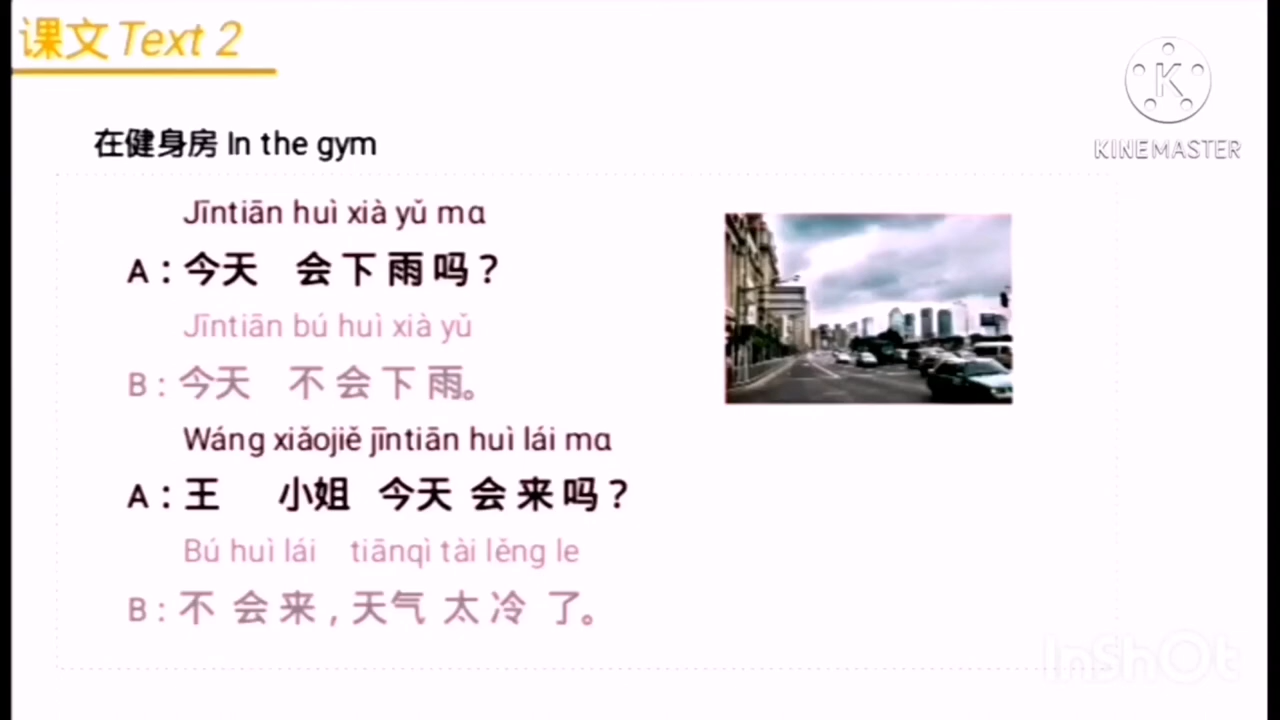 课文 Text 2
KINEMASTER
在健身房 In the gym
Jīntiān huì xià yǔ ma
A：今天 会下雨吗？
Jīntiān bú huì xià yǔ
B：今天 不会下雨。
Wáng xiǎojiě jīntiān huì lái ma
A：王 小姐 今天 会来吗？
Bú huì lái tiānqì tài lěng le
B：不会来，天气 太冷 了。
InShOt